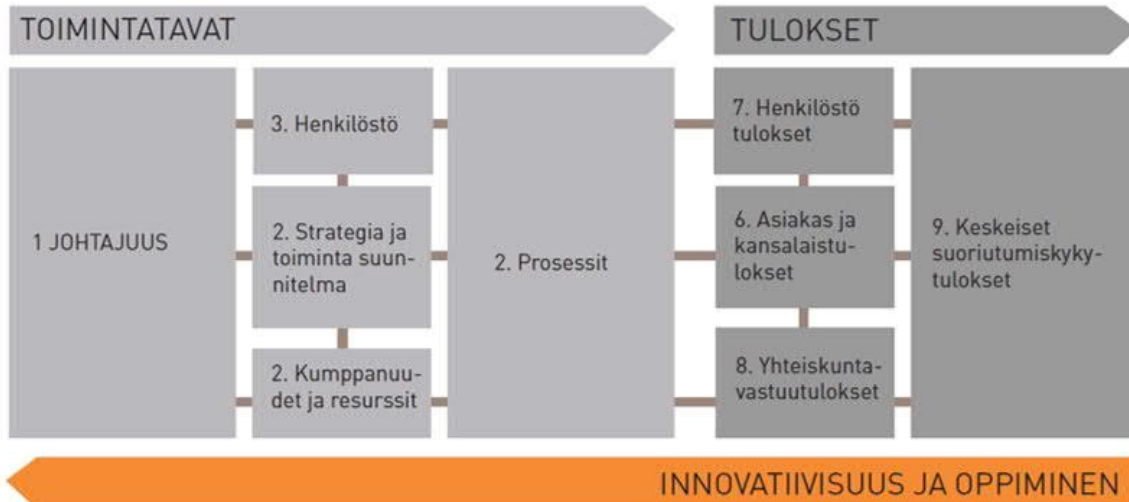 TOIMINTATAVAT
TULOKSET
1 JOHTAJUUS
3. Henkilöstö
2. Strategia ja
toiminta suun-
nitelma
2. Kumppanuu-
det ja resurssit
2. Prosessit
7. Henkilöstö
tulokset
6. Asiakas ja
kansalaistu-
lokset
8. Yhteiskunta-
vastuutulokset
9. Keskeiset
suoriutumiskyky-
tulokset
INNOVATIIVISUUS JA OPPIMINEN